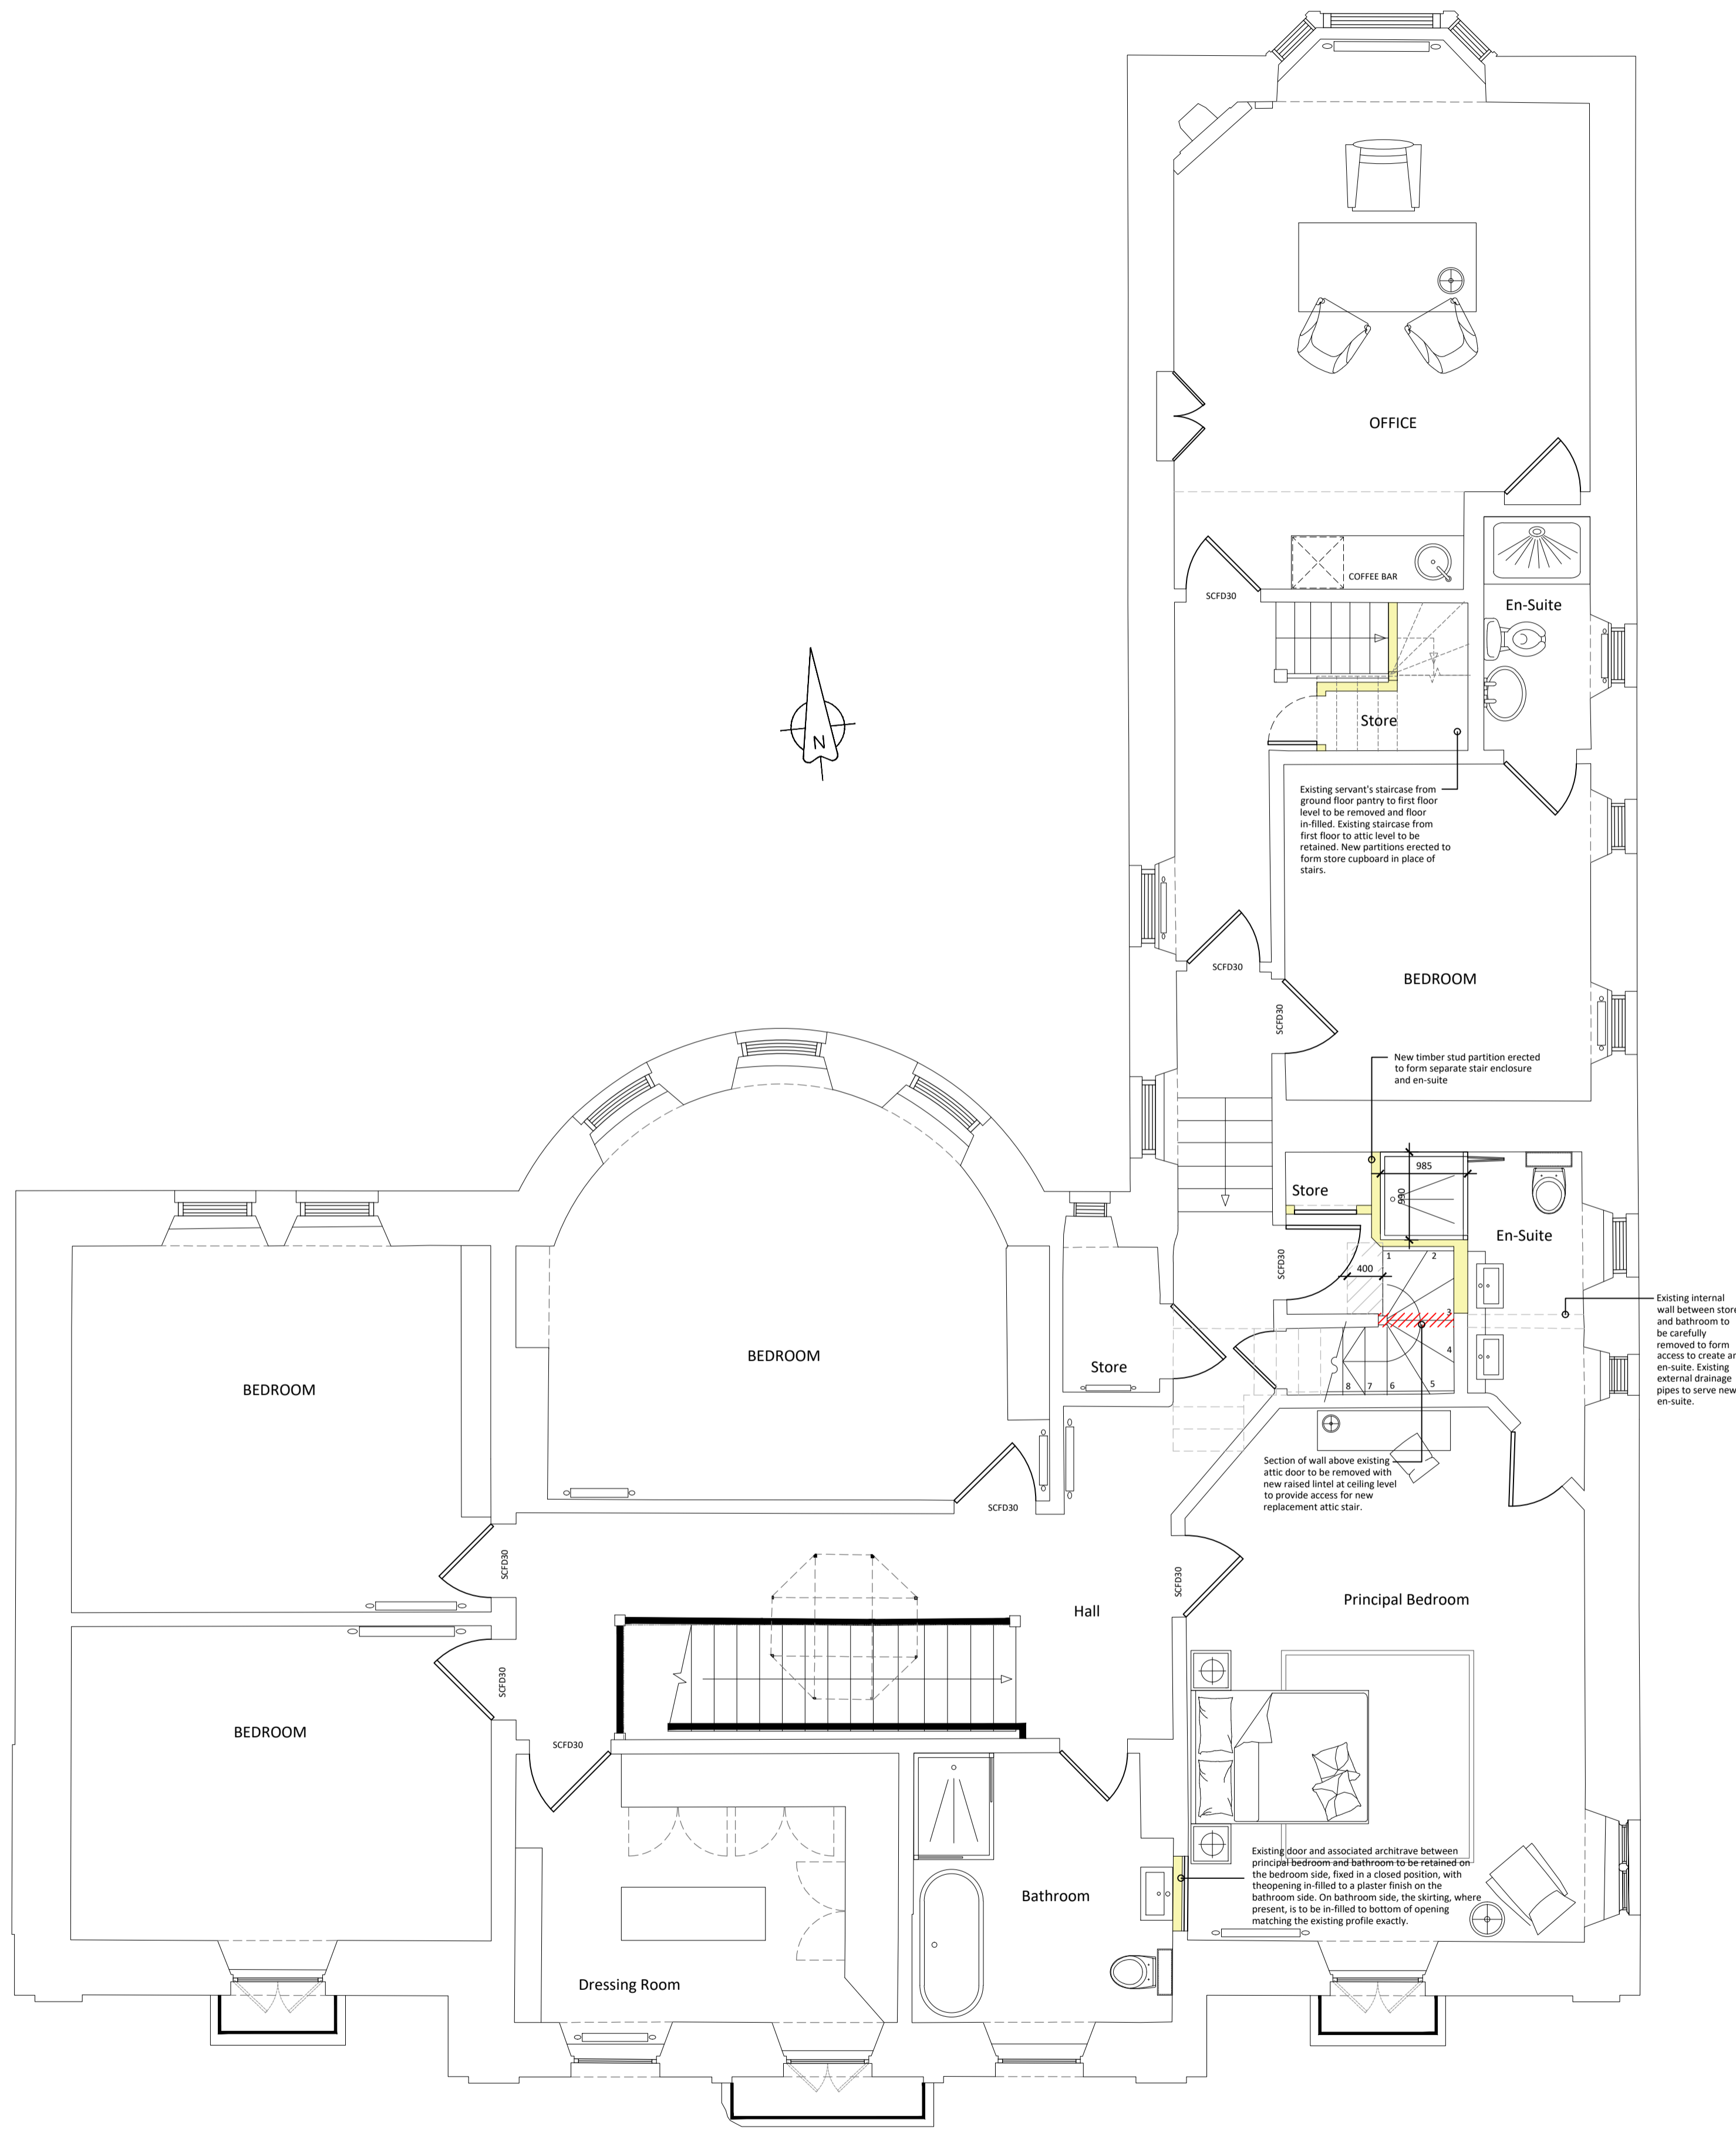 OFFICE
COFFEE BAR
SCFD30
En-Suite
N
Store
Existing servant's staircase from
ground floor pantry to first floor
level to be removed and floor
in-filled. Existing staircase from
first floor to attic level to be
retained. New partitions erected to
form store cupboard in place of
stairs.
SCFD30
BEDROOM
SCFD30
New timber stud partition erected
to form separate stair enclosure
and en-suite
985
990
Store
En-Suite
SCFD30
400
1
2
3
4
5
6
7
8
Existing internal
wall between store
and bathroom to
be carefully
removed to form
access to create an
en-suite. Existing
external drainage
pipes to serve new
en-suite.
BEDROOM
BEDROOM
Store
Section of wall above existing
attic door to be removed with
new raised lintel at ceiling level
to provide access for new
replacement attic stair.
SCFD30
SCFD30
SCFD30
Principal Bedroom
Hall
SCFD30
BEDROOM
SCFD30
Existing door and associated architrave between
principal bedroom and bathroom to be retained on
the bedroom side, fixed in a closed position, with
theopening in-filled to a plaster finish on the
bathroom side. On bathroom side, the skirting, where
present, is to be in-filled to bottom of opening
matching the existing profile exactly.
Bathroom
Dressing Room